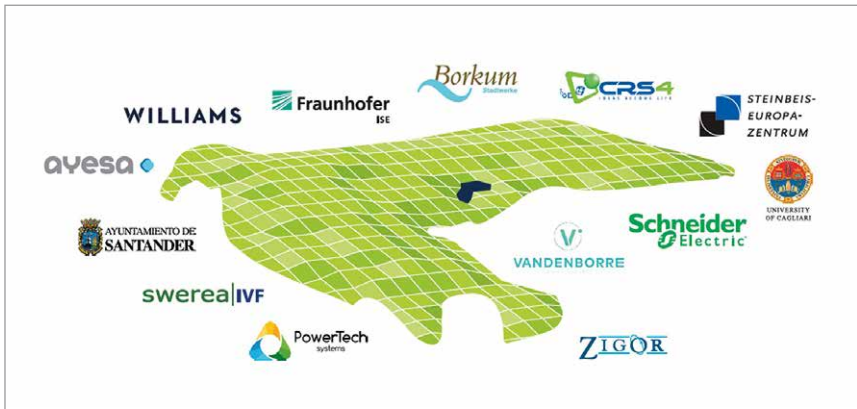 Borkum
Stadtwerke
CRS4
WILLIAMS
Fraunhofer
ISE
STEINBEIS-
EUROPA-
ZENTRUM
ayesa
UNIVERSITY
OF CAGLIARI
AYUNTAMIENTO DE
SANTANDER
Schneider
Electric
V
VANDENBORRE
swerea|IVF
PowerTech
systems
ZIGOR